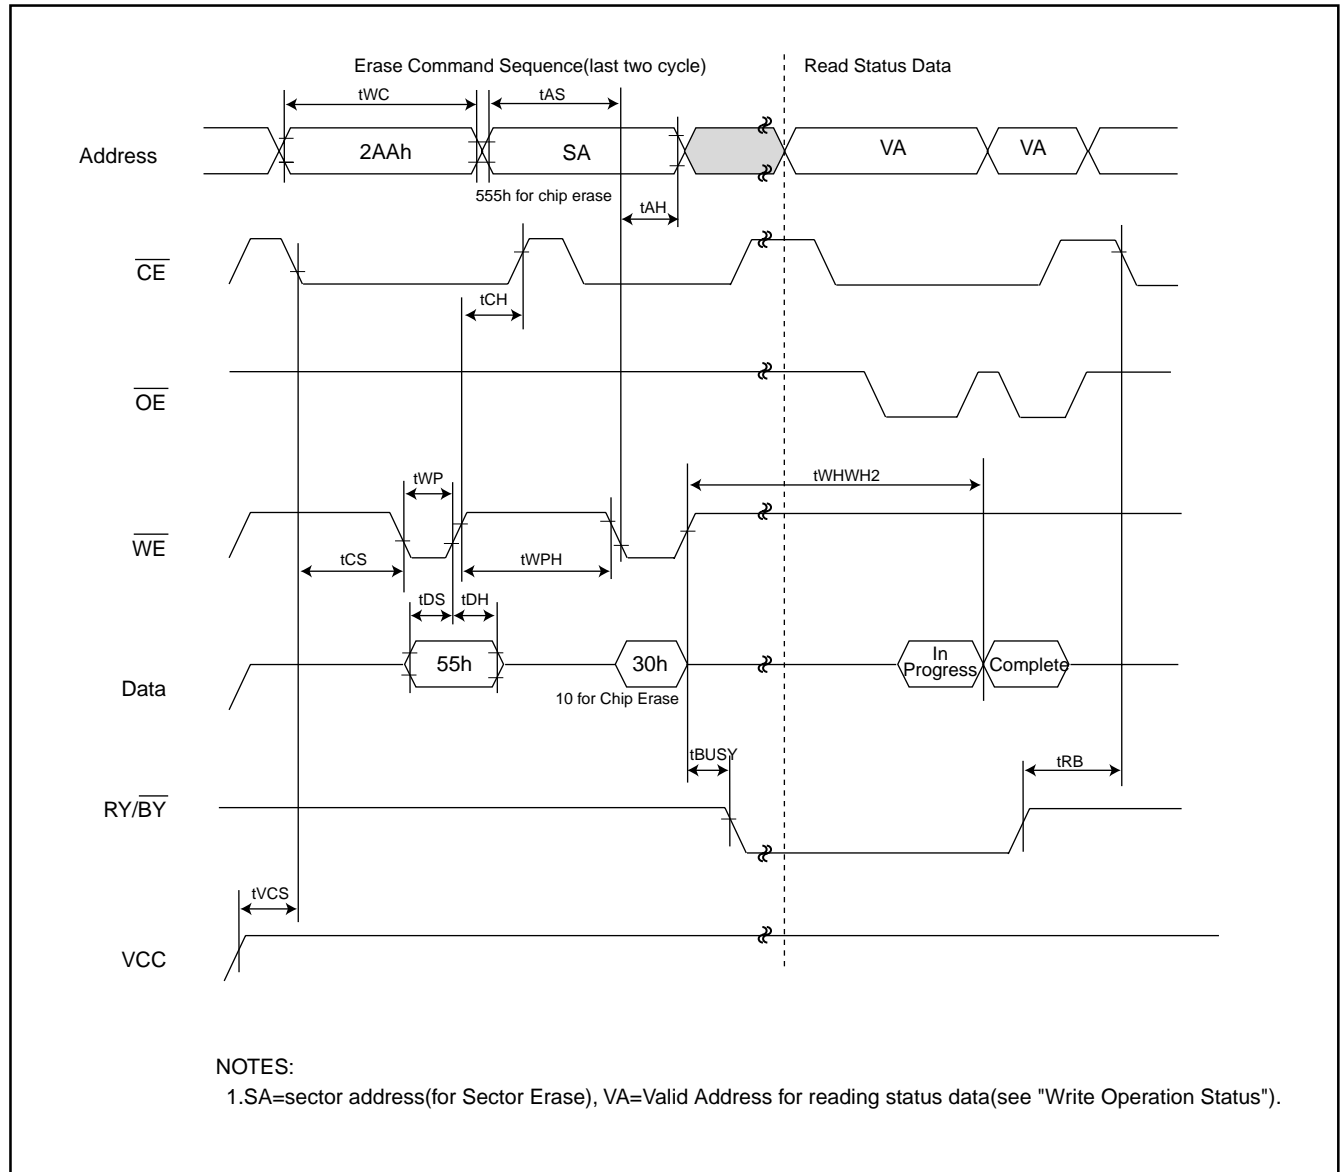 Erase Command Sequence(last two cycle)
Read Status Data
tWC
tAS
Address
2AAh
SA
VA
VA
555h for chip erase
tAH
CE
tCH
OE
tWP
tWHWH2
WE
tCS
tWPH
tDS
tDH
Data
55h
30h
In
Progress
Complete
10 for Chip Erase
tBUSY
tRB
RY/BY
tVCS
VCC
NOTES:
1.SA=sector address(for Sector Erase), VA=Valid Address for reading status data(see "Write Operation Status").